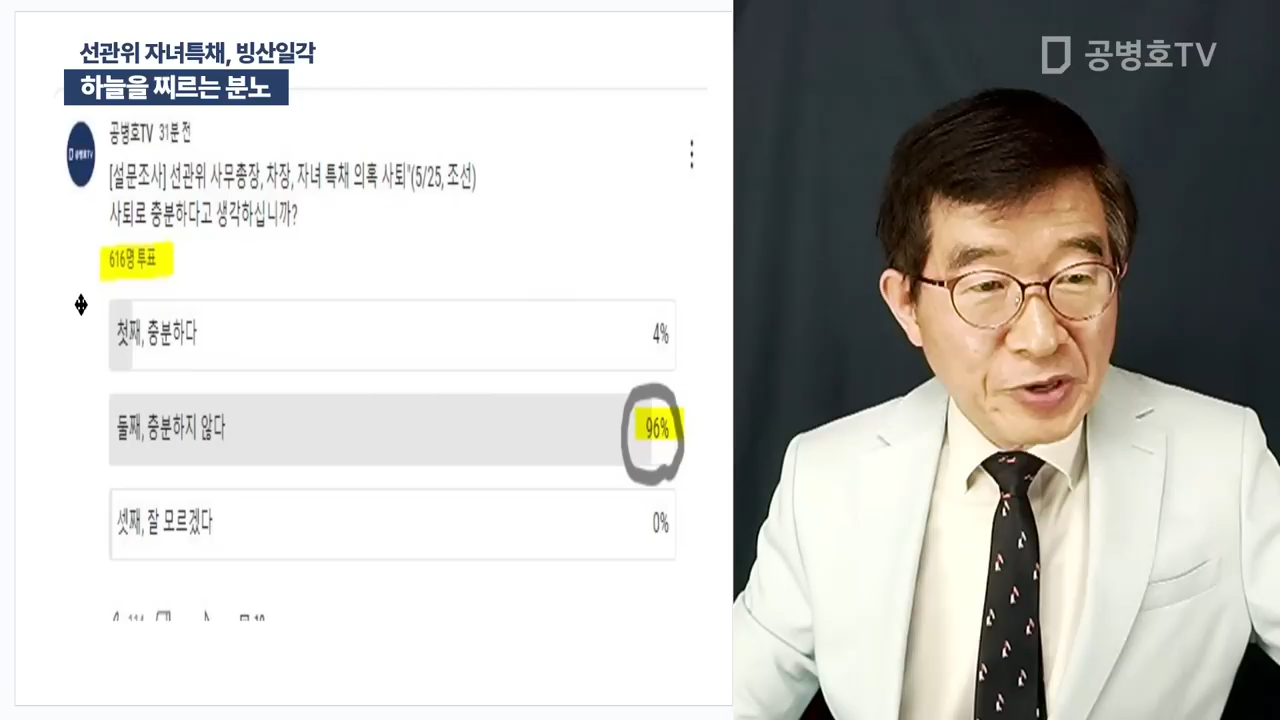 선관위 자녀특채, 빙산일각
하늘을 찌르는 분노
공병호TV
공병호TV 31분 전
공병호TV
[설문조사] 선관위 사무총장, 차장, 자녀 특채 의혹 사퇴"(5/25, 조선)
사퇴로 충분하다고 생각하십니까?
616명 투표
첫째, 충분하다 4%
둘째, 충분하지 않다 96%
셋째, 잘 모르겠다 0%